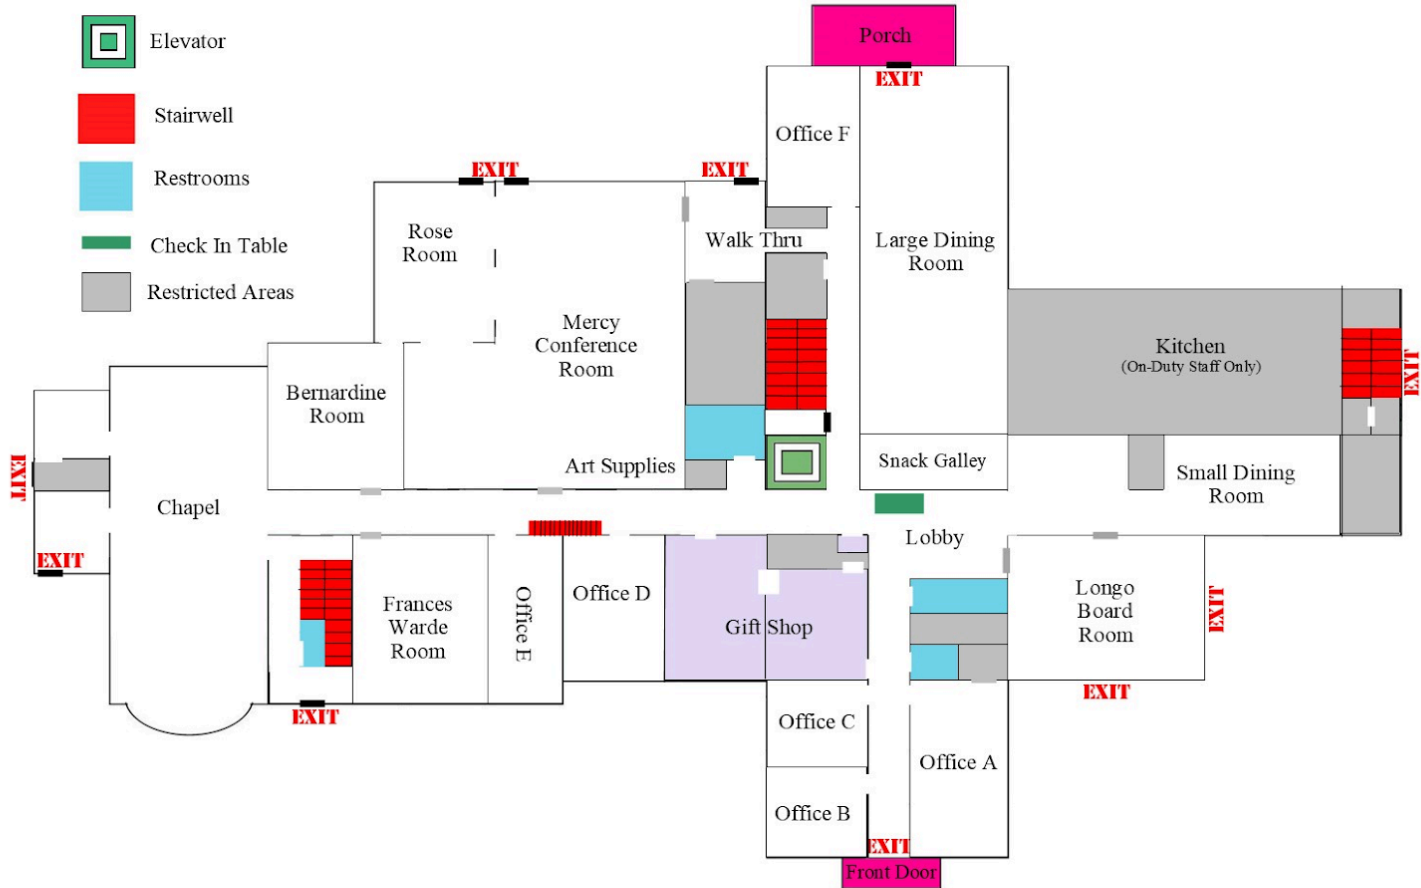 Elevator
Stairwell
Restrooms
Check In Table
Restricted Areas
Porch
EXIT
Office F
EXIT
EXIT
Rose
Room
Walk Thru
Large Dining
Room
Mercy
Conference
Room
Kitchen
(On-Duty Staff Only)
EXIT
Bernardine
Room
Art Supplies
Snack Galley
Small Dining
Room
EXIT
Chapel
Lobby
EXIT
Frances
Warde
Room
Office E
Office D
Gift Shop
Longo
Board
Room
EXIT
EXIT
EXIT
Office C
Office A
Office B
EXIT
Front Door